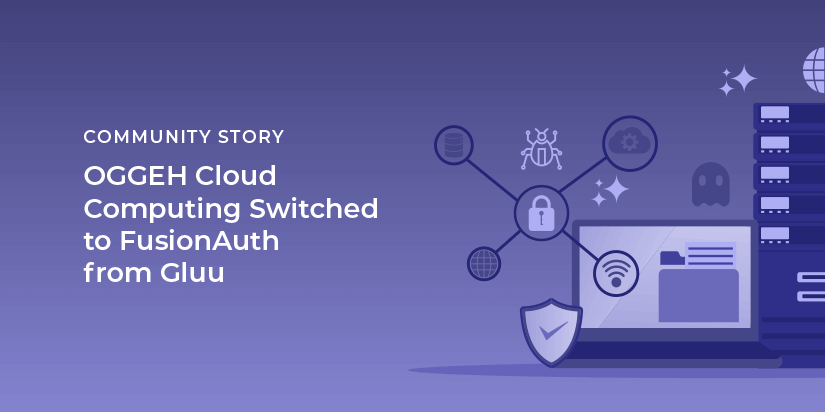 COMMUNITY STORY
OGGEH Cloud
Computing Switched
to FusionAuth
from Gluu